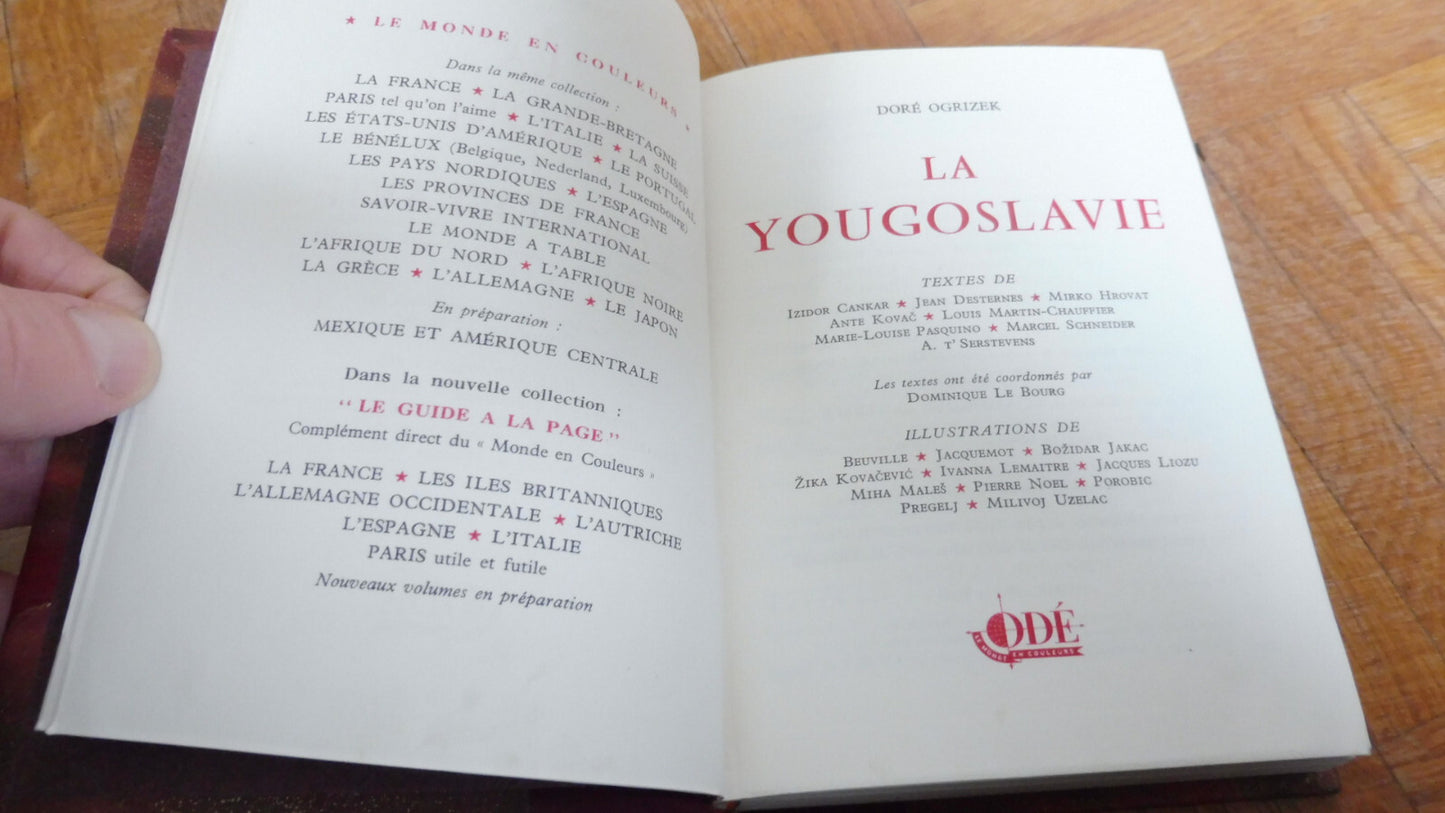 ★ LE MONDE EN COULEURS ★
Dans la même collection :
LA FRANCE ★ LA GRANDE-BRETAGNE
PARIS tel qu'on l'aime ★ L'ITALIE ★ LA SUISSE
LES ÉTATS-UNIS D'AMÉRIQUE ★ LE PORTUGAL
LE BÉNÉLUX (Belgique, Nederland, Luxembourg)
LES PAYS NORDIQUES ★ L'ESPAGNE
LES PROVINCES DE FRANCE
SAVOIR-VIVRE INTERNATIONAL
LE MONDE A TABLE
L'AFRIQUE DU NORD ★ L'AFRIQUE NOIRE
LA GRÈCE ★ L'ALLEMAGNE ★ LE JAPON
En préparation :
MEXIQUE ET AMÉRIQUE CENTRALE
Dans la nouvelle collection :
“ LE GUIDE A LA PAGE ”
Complément direct du « Monde en Couleurs »
LA FRANCE ★ LES ILES BRITANNIQUES
L'ALLEMAGNE OCCIDENTALE ★ L'AUTRICHE
L'ESPAGNE ★ L'ITALIE
PARIS utile et futile
Nouveaux volumes en préparation
DORÉ OGRIZEK
LA
YOUGOSLAVIE
TEXTES DE
IZIDOR CANKAR ★ JEAN DESTERNES ★ MIRKO HROVAT
ANTE KOVAČ ★ LOUIS MARTIN-CHAUFFIER
MARIE-LOUISE PASQUINO ★ MARCEL SCHNEIDER
A. T' SERSTEVENS
Les textes ont été coordonnés par
DOMINIQUE LE BOURG
ILLUSTRATIONS DE
BEUVILLE ★ JACQUEMOT ★ BOŽIDAR JAKAC
ŽIKA KOVAČEVIĆ ★ IVANNA LEMAITRE ★ JACQUES LIOZU
MIHA MALEŠ ★ PIERRE NOEL ★ POROBIC
PREGELJ ★ MILIVOJ UZELAC
ODÉ
LE MONDE EN COULEURS